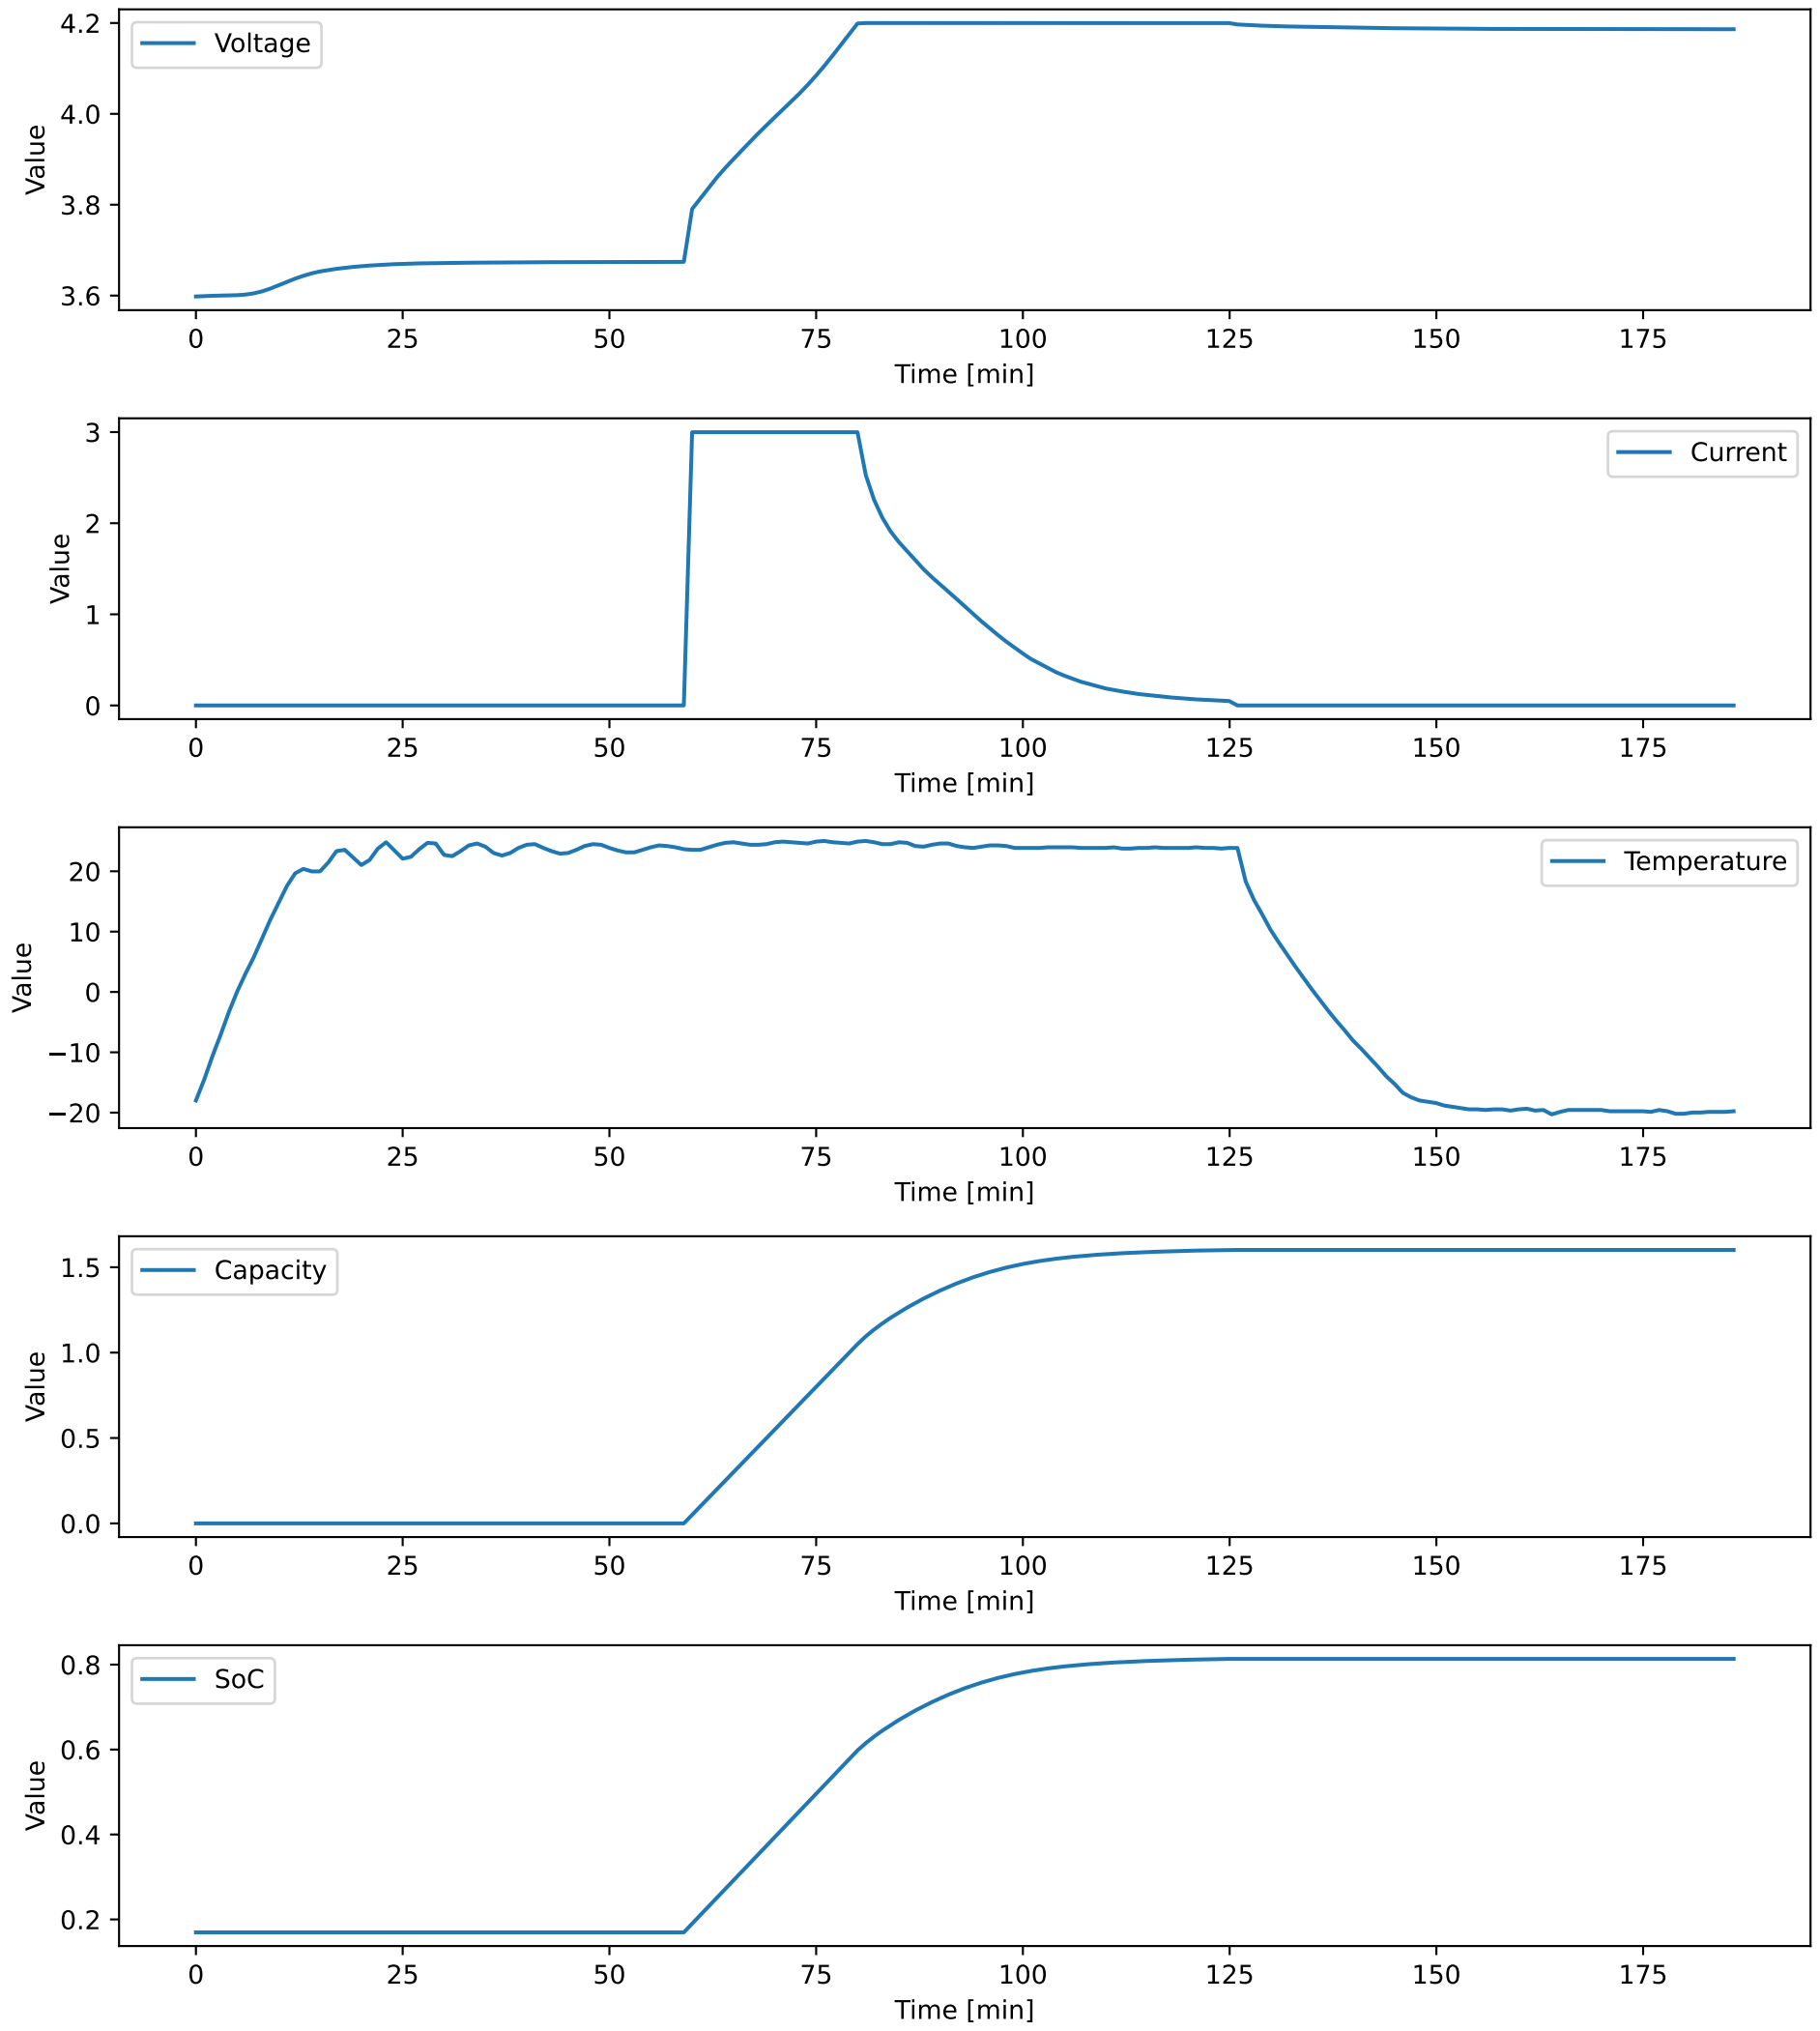 4.2
4.0
3.8
3.6
Value
Voltage
0 25 50 75 100 125 150 175
Time [min]
3
2
1
0
Value
Current
0 25 50 75 100 125 150 175
Time [min]
20
10
0
−10
−20
Value
Temperature
0 25 50 75 100 125 150 175
Time [min]
1.5
1.0
0.5
0.0
Value
Capacity
0 25 50 75 100 125 150 175
Time [min]
0.8
0.6
0.4
0.2
Value
SoC
0 25 50 75 100 125 150 175
Time [min]